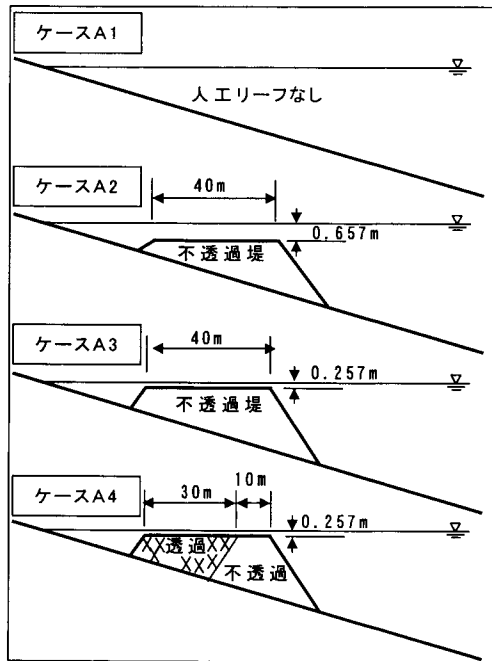 ケースA1
人工リーフなし
ケースA2
40m
0.657m
不透過堤
ケースA3
40m
0.257m
不透過堤
ケースA4
30m
10m
0.257m
透過
不透過